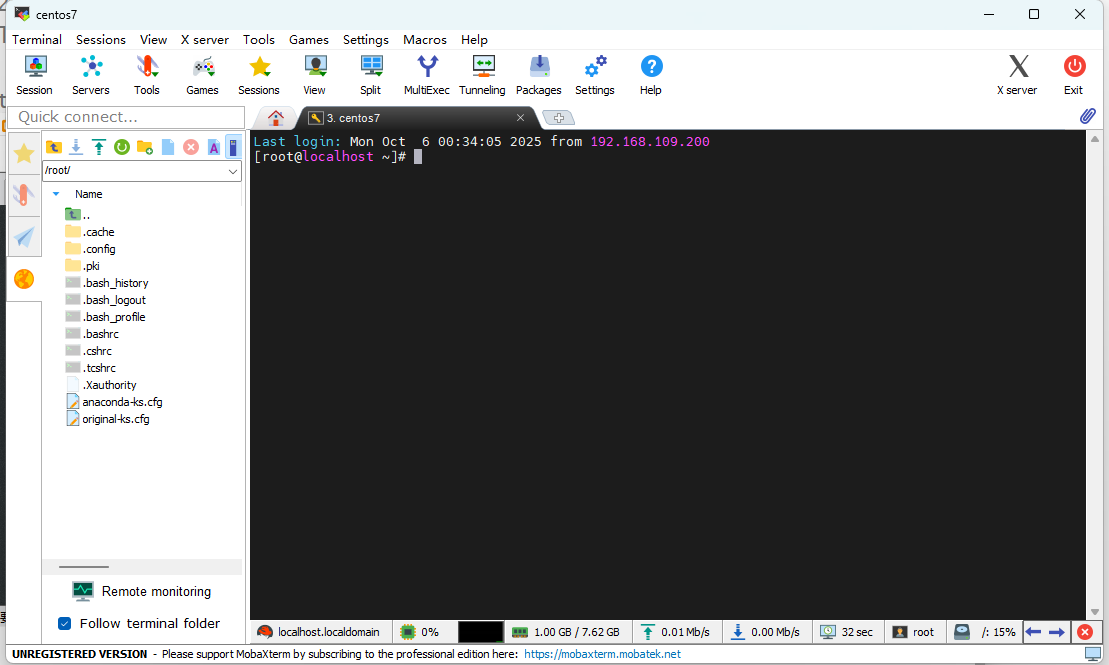 centos7
Terminal Sessions View X server Tools Games Settings Macros Help
Session Servers Tools Games Sessions View Split MultiExec Tunneling Packages Settings Help X server Exit
Quick connect...
3. centos7
/root/
Name
..
.cache
.config
.pki
.bash_history
.bash_logout
.bash_profile
.bashrc
.cshrc
.tcshrc
.Xauthority
anaconda-ks.cfg
original-ks.cfg
Remote monitoring
Follow terminal folder
Last login: Mon Oct  6 00:34:05 2025 from 192.168.109.200
[root@localhost ~]#
localhost.localdomain 0% 1.00 GB / 7.62 GB 0.01 Mb/s 0.00 Mb/s 32 sec root /: 15%
UNREGISTERED VERSION - Please support MobaXterm by subscribing to the professional edition here: https://mobaxterm.mobatek.net